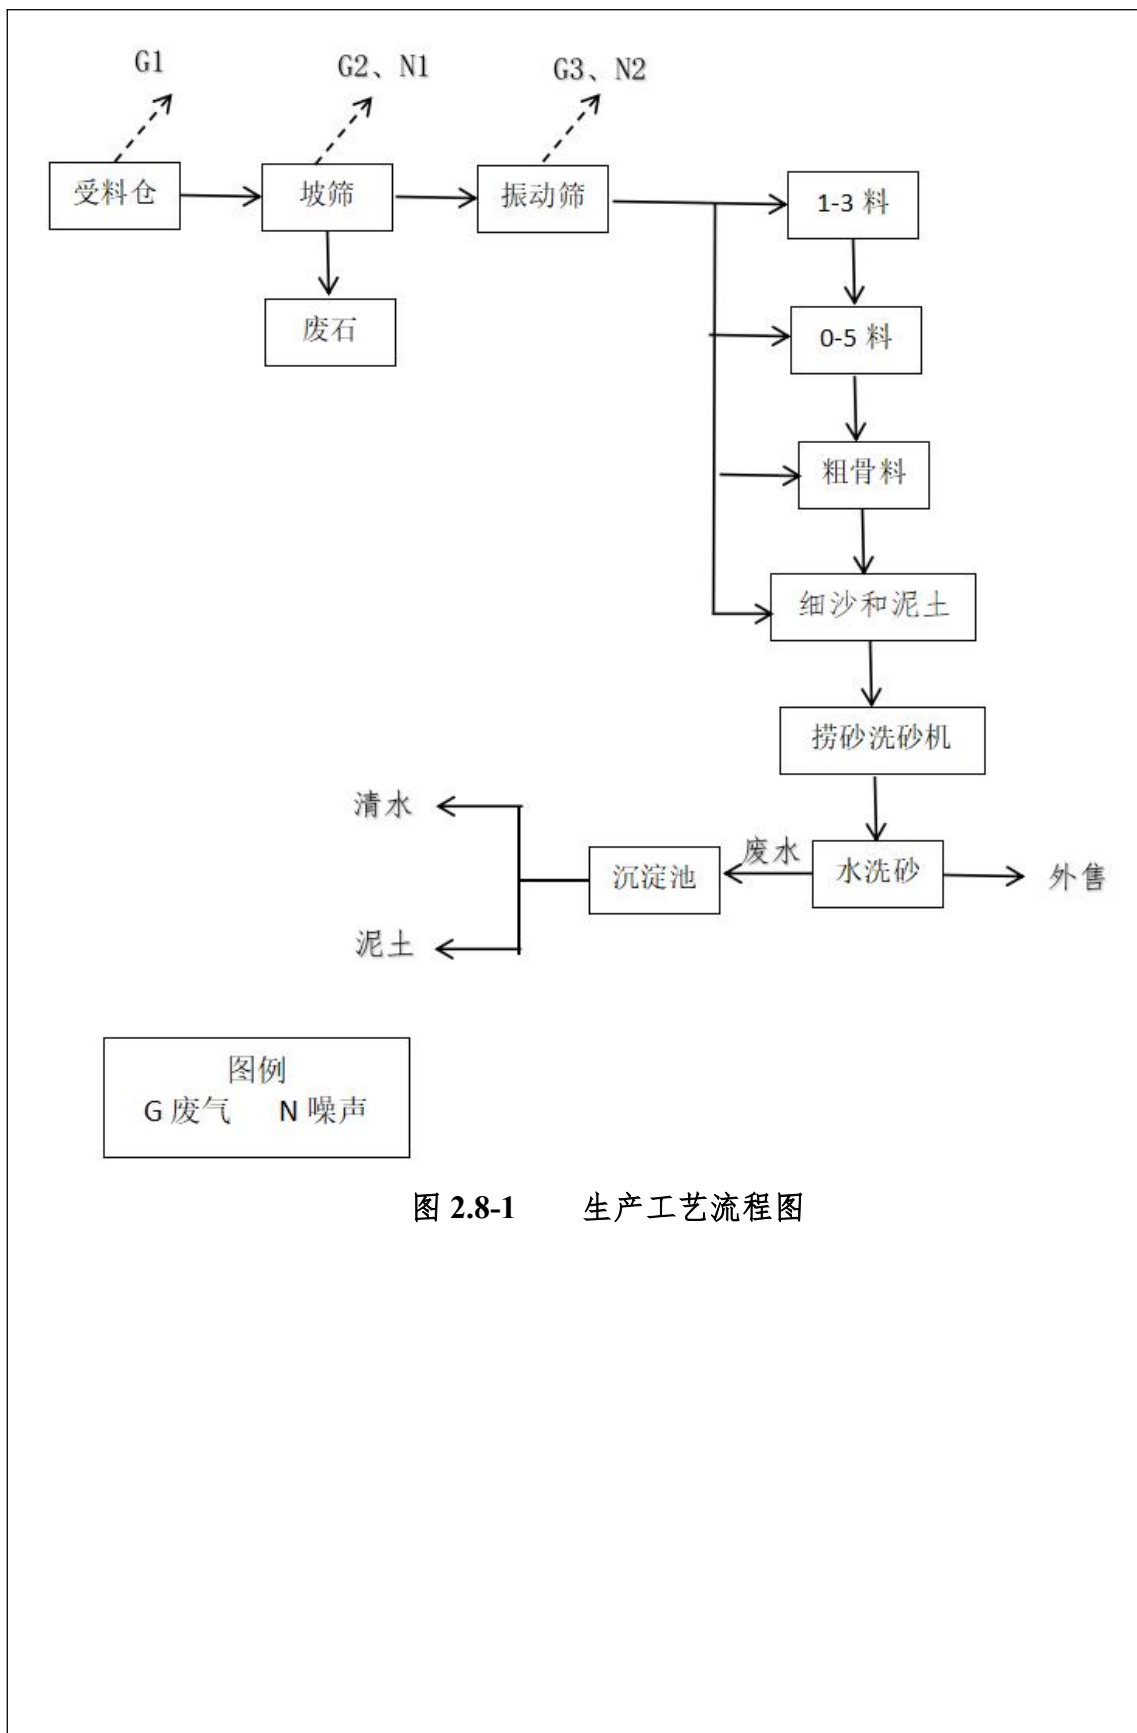 G1
G2、N1
G3、N2
受料仓
坡筛
振动筛
1-3 料
废石
0-5 料
粗骨料
细沙和泥土
捞砂洗砂机
清水
废水
沉淀池
水洗砂
外售
泥土
图例
G 废气 N 噪声
图 2.8-1 生产工艺流程图